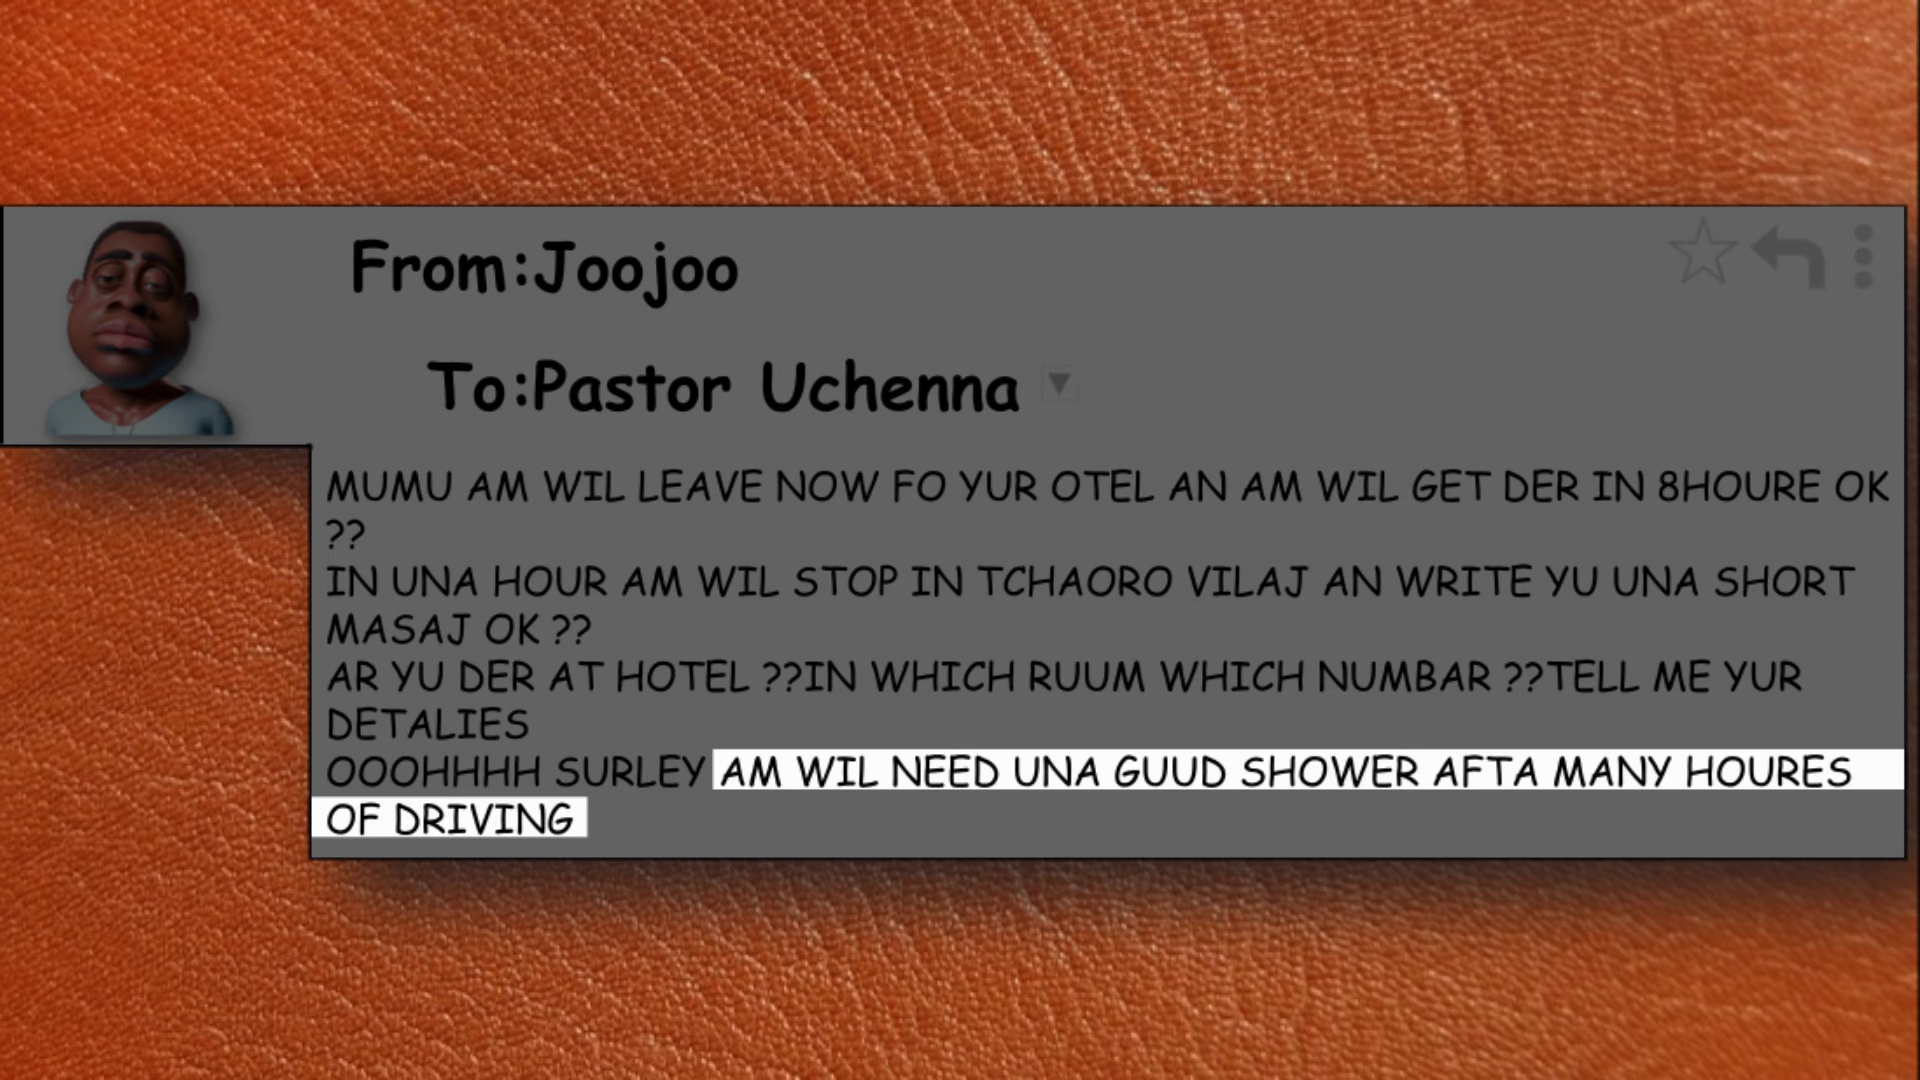 From:Joojoo
To:Pastor Uchenna
MUMU AM WIL LEAVE NOW FO YUR OTEL AN AM WIL GET DER IN 8HOURE OK
??
IN UNA HOUR AM WIL STOP IN TCHAORO VILAJ AN WRITE YU UNA SHORT
MASAJ OK ??
AR YU DER AT HOTEL ??IN WHICH RUUM WHICH NUMBAR ??TELL ME YUR
DETALIES
OOOHHHH SURLEY AM WIL NEED UNA GUUD SHOWER AFTA MANY HOURES
OF DRIVING